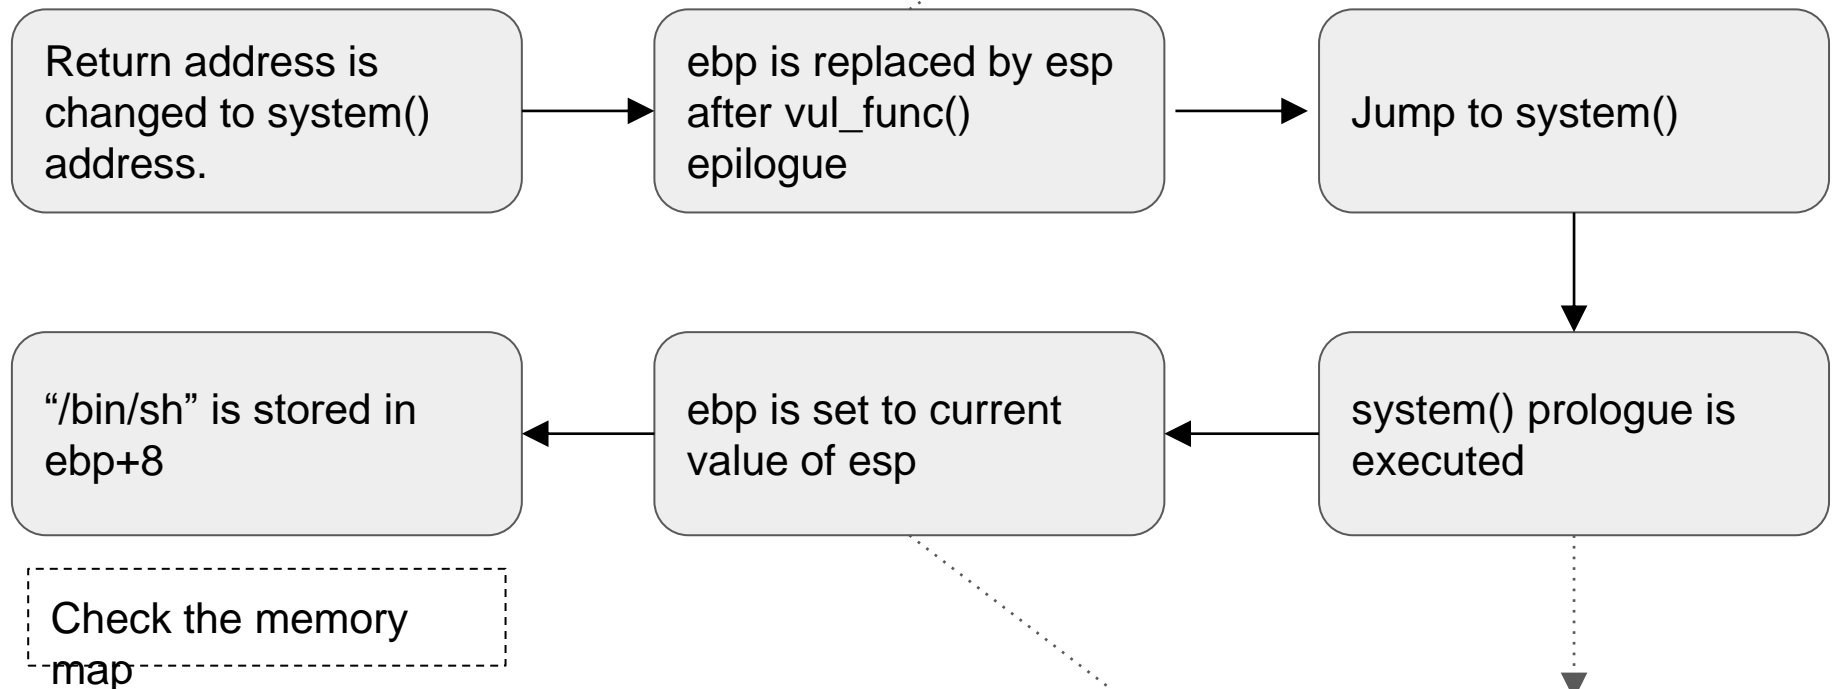 Return address is
changed to system()
address.
ebp is replaced by esp
after vul_func()
epilogue
Jump to system()
system() prologue is
executed
ebp is set to current
value of esp
“/bin/sh” is stored in
ebp+8
Check the memory
map